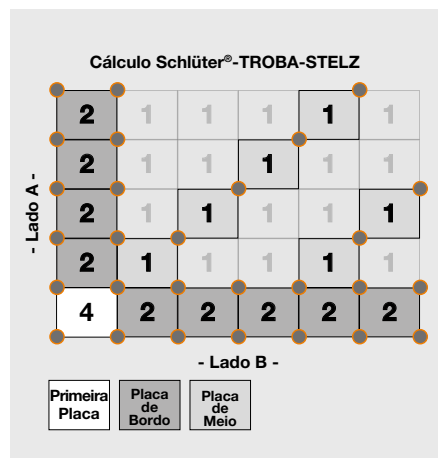 Cálculo Schlüter®-TROBA-STELZ
2 1 1 1 1 1
2 1 1 1 1 1
2 1 1 1 1 1
2 1 1 1 1 1
4 2 2 2 2 2
- Lado A -
- Lado B -
Primeira
Placa
Placa
de
Bordo
Placa
de
Meio